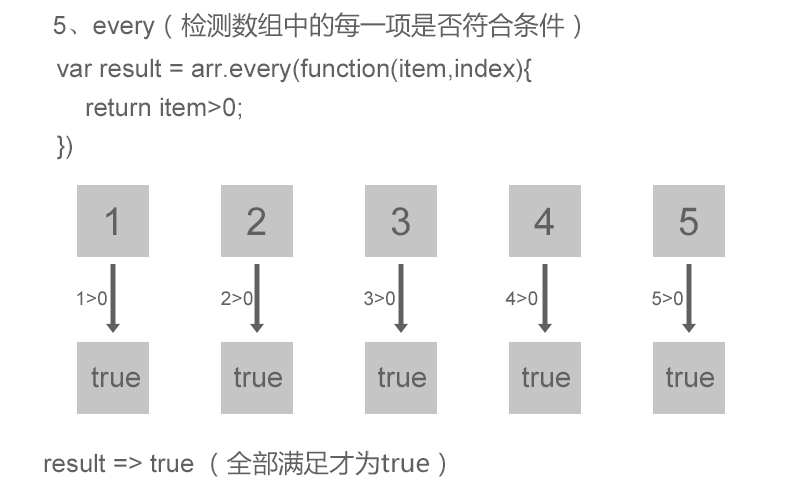 5、every（检测数组中的每一项是否符合条件）
var result = arr.every(function(item,index){
return item>0;
})
1 2 3 4 5
1>0 2>0 3>0 4>0 5>0
true true true true true
result => true （全部满足才为true）